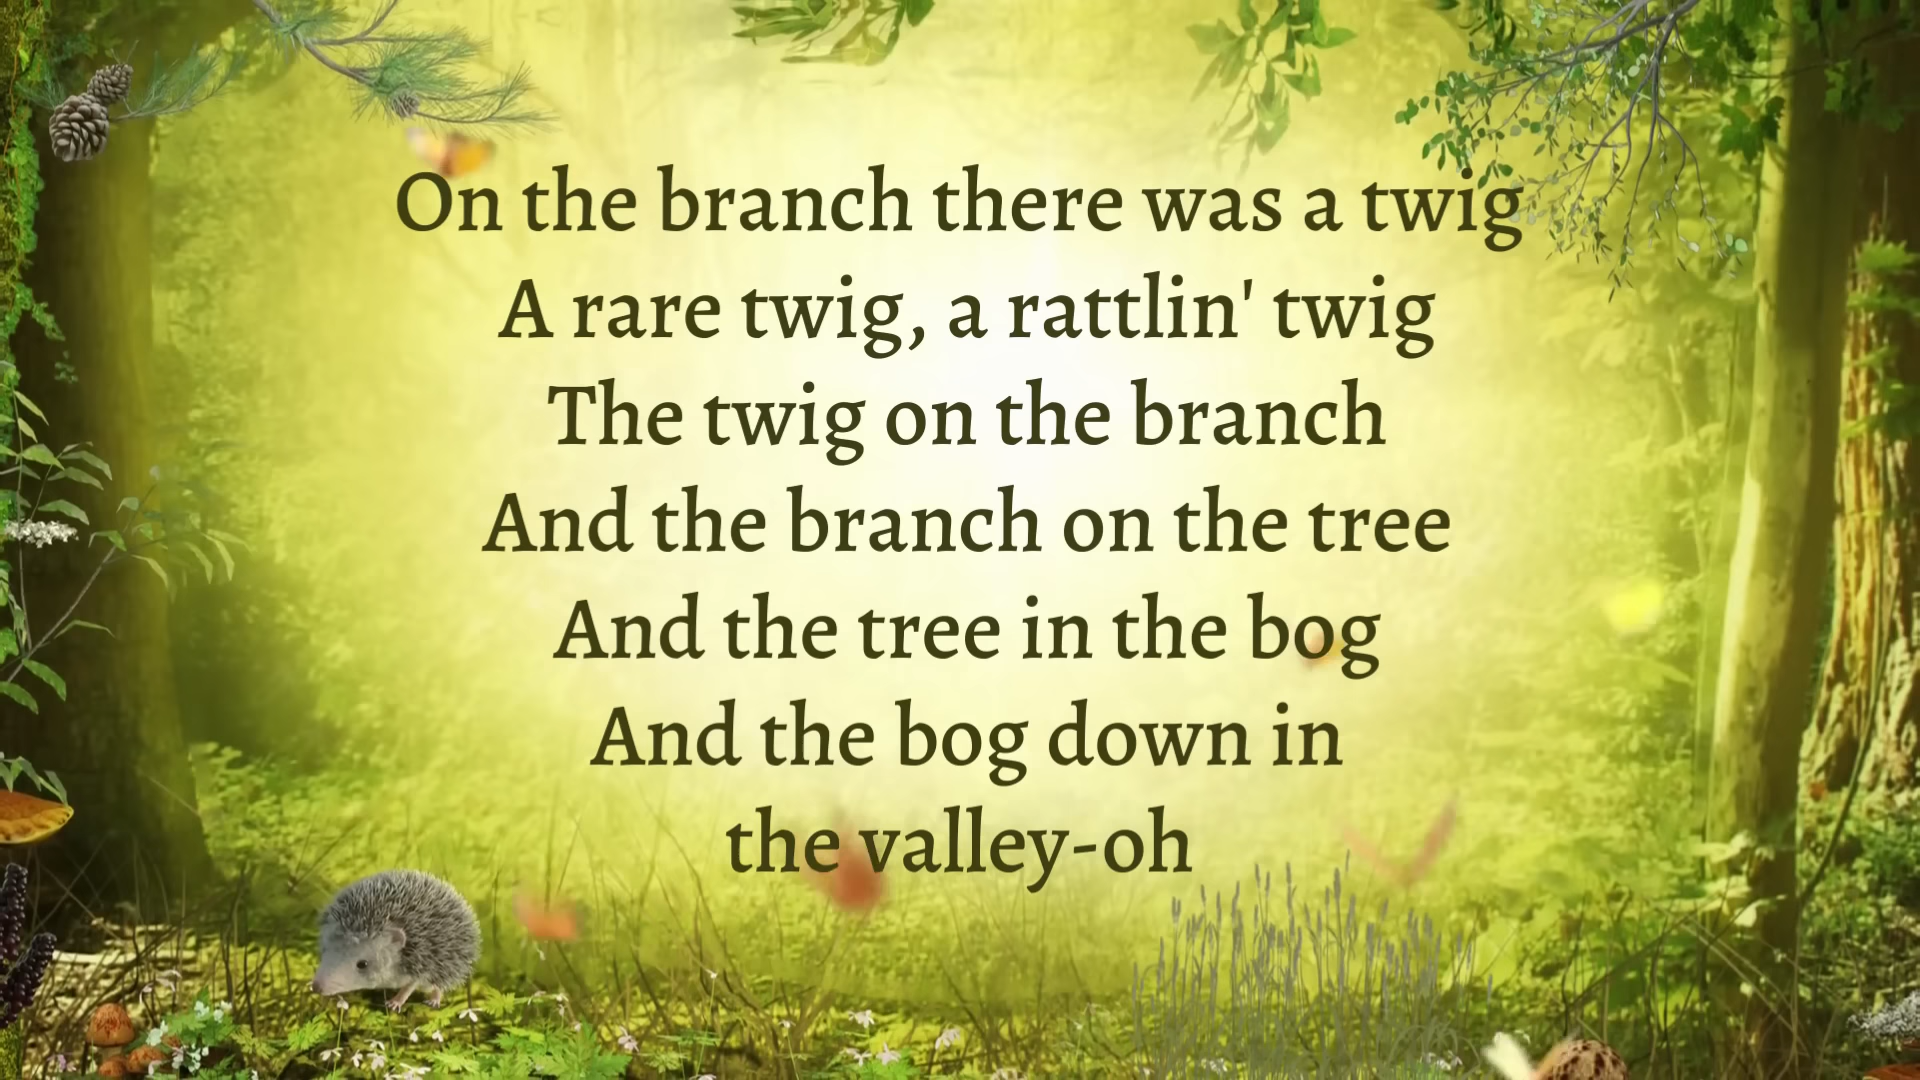 On the branch there was a twig
A rare twig, a rattlin' twig
The twig on the branch
And the branch on the tree
And the tree in the bog
And the bog down in
the valley-oh